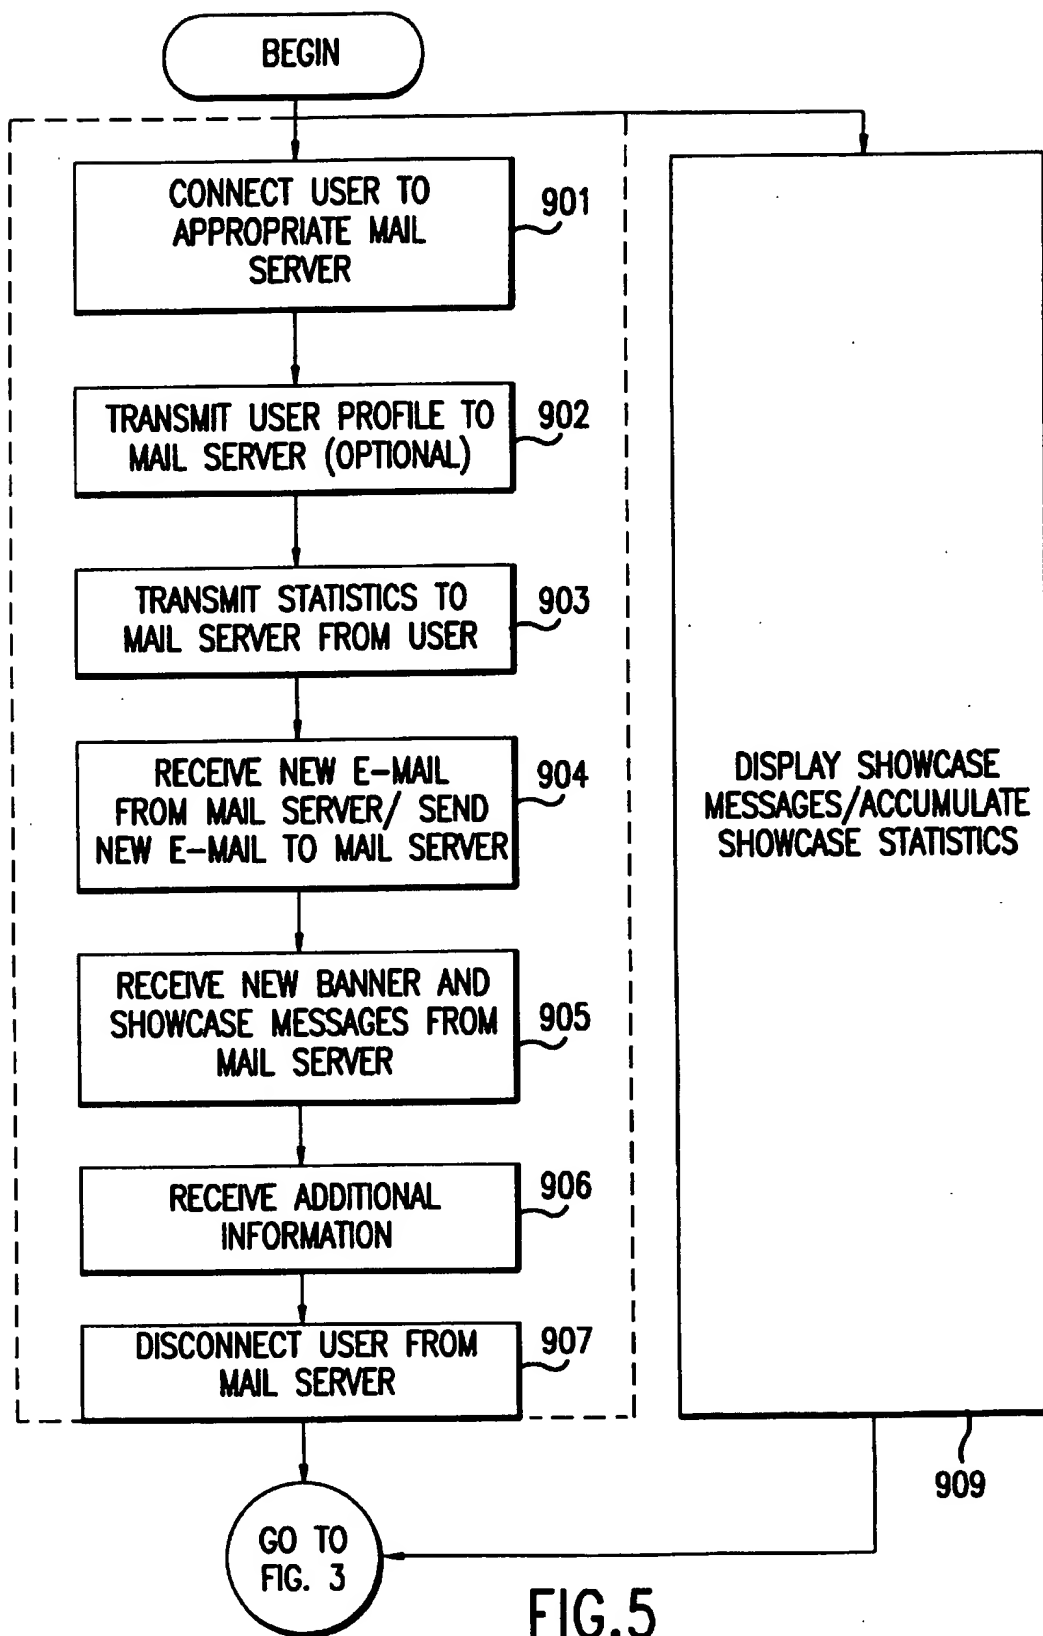 BEGIN
CONNECT USER TO
APPROPRIATE MAIL
SERVER
901
TRANSMIT USER PROFILE TO
MAIL SERVER (OPTIONAL)
902
TRANSMIT STATISTICS TO
MAIL SERVER FROM USER
903
RECEIVE NEW E-MAIL
FROM MAIL SERVER/ SEND
NEW E-MAIL TO MAIL SERVER
904
RECEIVE NEW BANNER AND
SHOWCASE MESSAGES FROM
MAIL SERVER
905
RECEIVE ADDITIONAL
INFORMATION
906
DISCONNECT USER FROM
MAIL SERVER
907
DISPLAY SHOWCASE
MESSAGES/ACCUMULATE
SHOWCASE STATISTICS
909
GO TO
FIG. 3
FIG.5